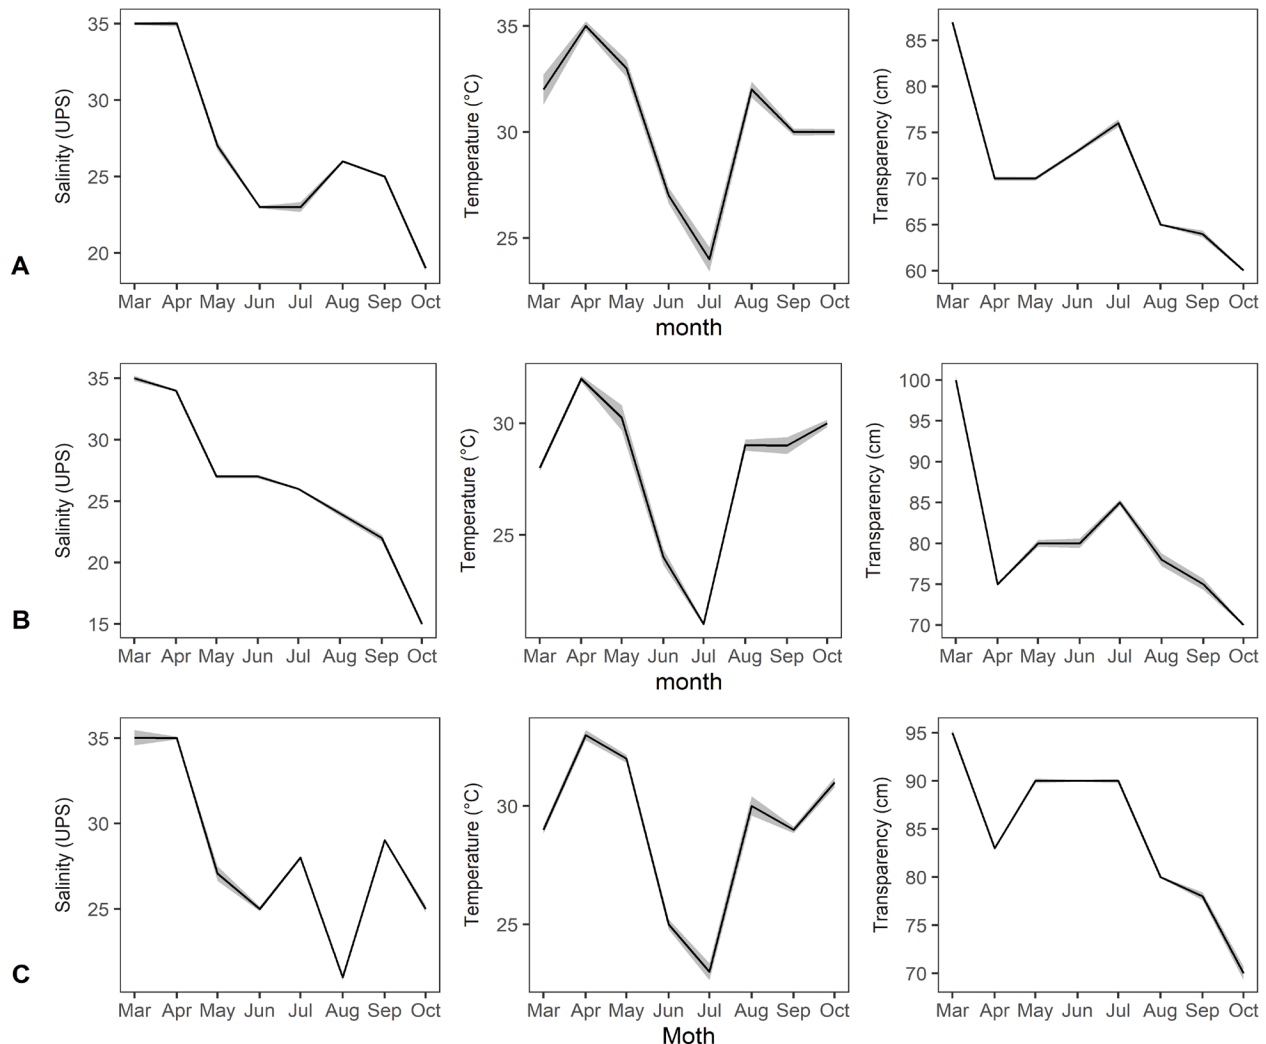 A
Salinity (UPS)
35
30
25
20
Mar Apr May Jun Jul Aug Sep Oct
Temperature (°C)
35
30
25
Mar Apr May Jun Jul Aug Sep Oct
month
Transparency (cm)
85
80
75
70
65
60
Mar Apr May Jun Jul Aug Sep Oct
B
Salinity (UPS)
35
30
25
20
15
Mar Apr May Jun Jul Aug Sep Oct
Temperature (°C)
30
25
Mar Apr May Jun Jul Aug Sep Oct
month
Transparency (cm)
100
95
90
85
80
75
70
Mar Apr May Jun Jul Aug Sep Oct
C
Salinity (UPS)
35
30
25
Mar Apr May Jun Jul Aug Sep Oct
Temperature (°C)
30
25
Mar Apr May Jun Jul Aug Sep Oct
Moth
Transparency (cm)
95
90
85
80
75
70
Mar Apr May Jun Jul Aug Sep Oct